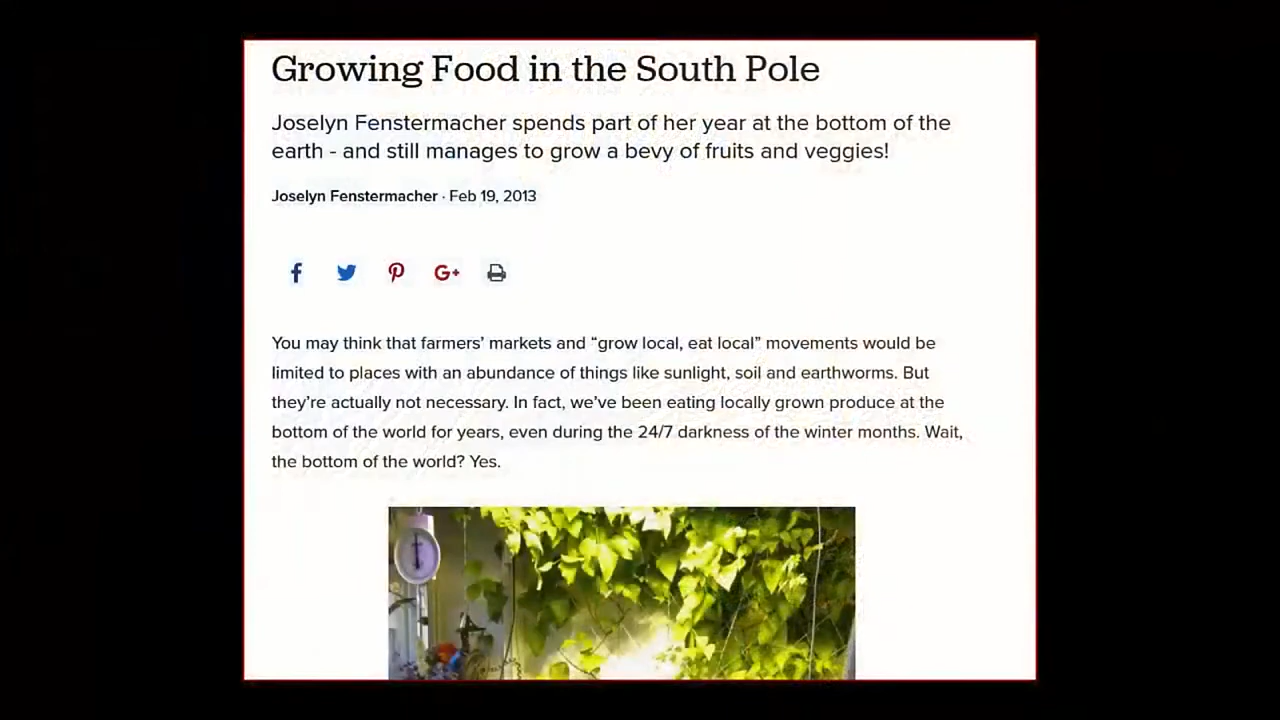 Growing Food in the South Pole
Joselyn Fenstermacher spends part of her year at the bottom of the
earth - and still manages to grow a bevy of fruits and veggies!
Joselyn Fenstermacher · Feb 19, 2013
G+
You may think that farmers’ markets and “grow local, eat local” movements would be
limited to places with an abundance of things like sunlight, soil and earthworms. But
they’re actually not necessary. In fact, we’ve been eating locally grown produce at the
bottom of the world for years, even during the 24/7 darkness of the winter months. Wait,
the bottom of the world? Yes.